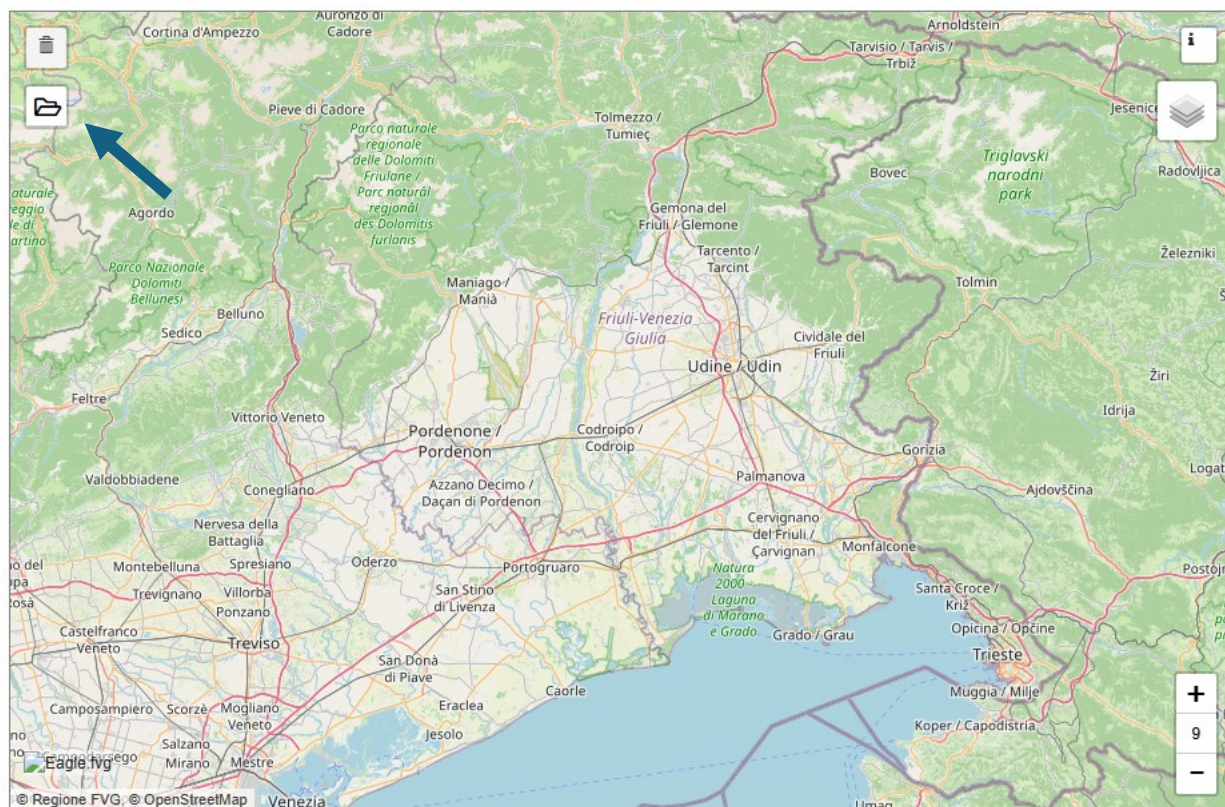 Cortina d'Ampezzo
Auronzo di
Cadore
Arnoldstein
Tarvisio / Tarvis /
Trbiž
i
Pieve di Cadore
Tolmezzo /
Tumieç
Jesenice
Parco naturale
regionale
delle Dolomiti
Friulane /
Parc naturâl
regjonâl
des Dolomitis
furlanis
Triglavski
narodni
park
Bovec
Radovljica
Agordo
Gemona del
Friuli / Glemone
Tarcento /
Tarcint
Železniki
Parco Nazionale
Dolomiti
Bellunesi
Maniago /
Manià
Tolmin
Belluno
Sedico
Friuli-Venezia
Giulia
Cividale del
Friuli
Udine / Udin
Žiri
Feltre
Idrija
Vittorio Veneto
Pordenone /
Pordenon
Codroipo /
Codroip
Gorizia
Valdobbiadene
Conegliano
Azzano Decimo /
Daçan di Pordenon
Palmanova
Ajdovščina
Nervesa della
Battaglia
Cervignano
del Friuli /
Çarvignan
Monfalcone
Montebelluna
Spresiano
Oderzo
Portogruaro
Natura
2000 -
Laguna
di Marano
e Grado
Trevignano
Villorba
Ponzano
San Stino
di Livenza
Santa Croce /
Križ
Castelfranco
Veneto
Treviso
Grado / Grau
Opicina / Opčine
Trieste
San Donà
di Piave
Caorle
Muggia / Milje
+
Camposampiero
Scorzè
Mogliano
Veneto
Eraclea
Koper / Capodistria
9
Jesolo
Salzano
Mirano
Mestre
Eagle.fvg
Campodarsego
−
© Regione FVG, © OpenStreetMap
Venezia
Umag